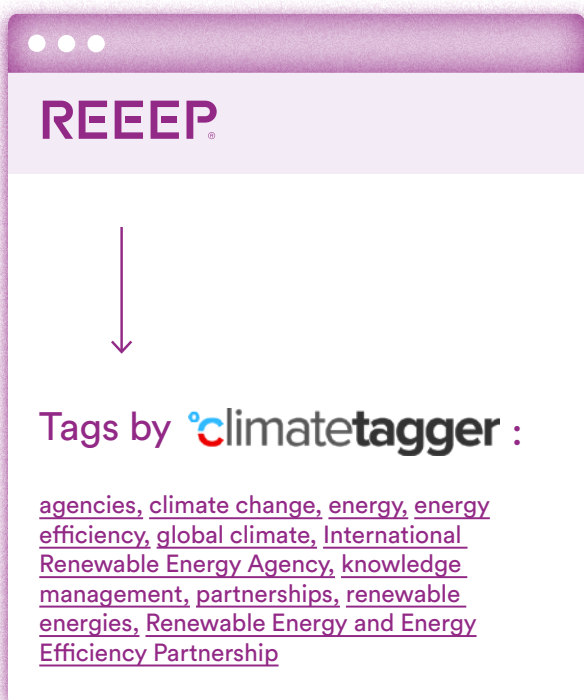 REEEP®
Tags by °climatetagger :
agencies, climate change, energy, energy
efficiency, global climate, International
Renewable Energy Agency, knowledge
management, partnerships, renewable
energies, Renewable Energy and Energy
Efficiency Partnership